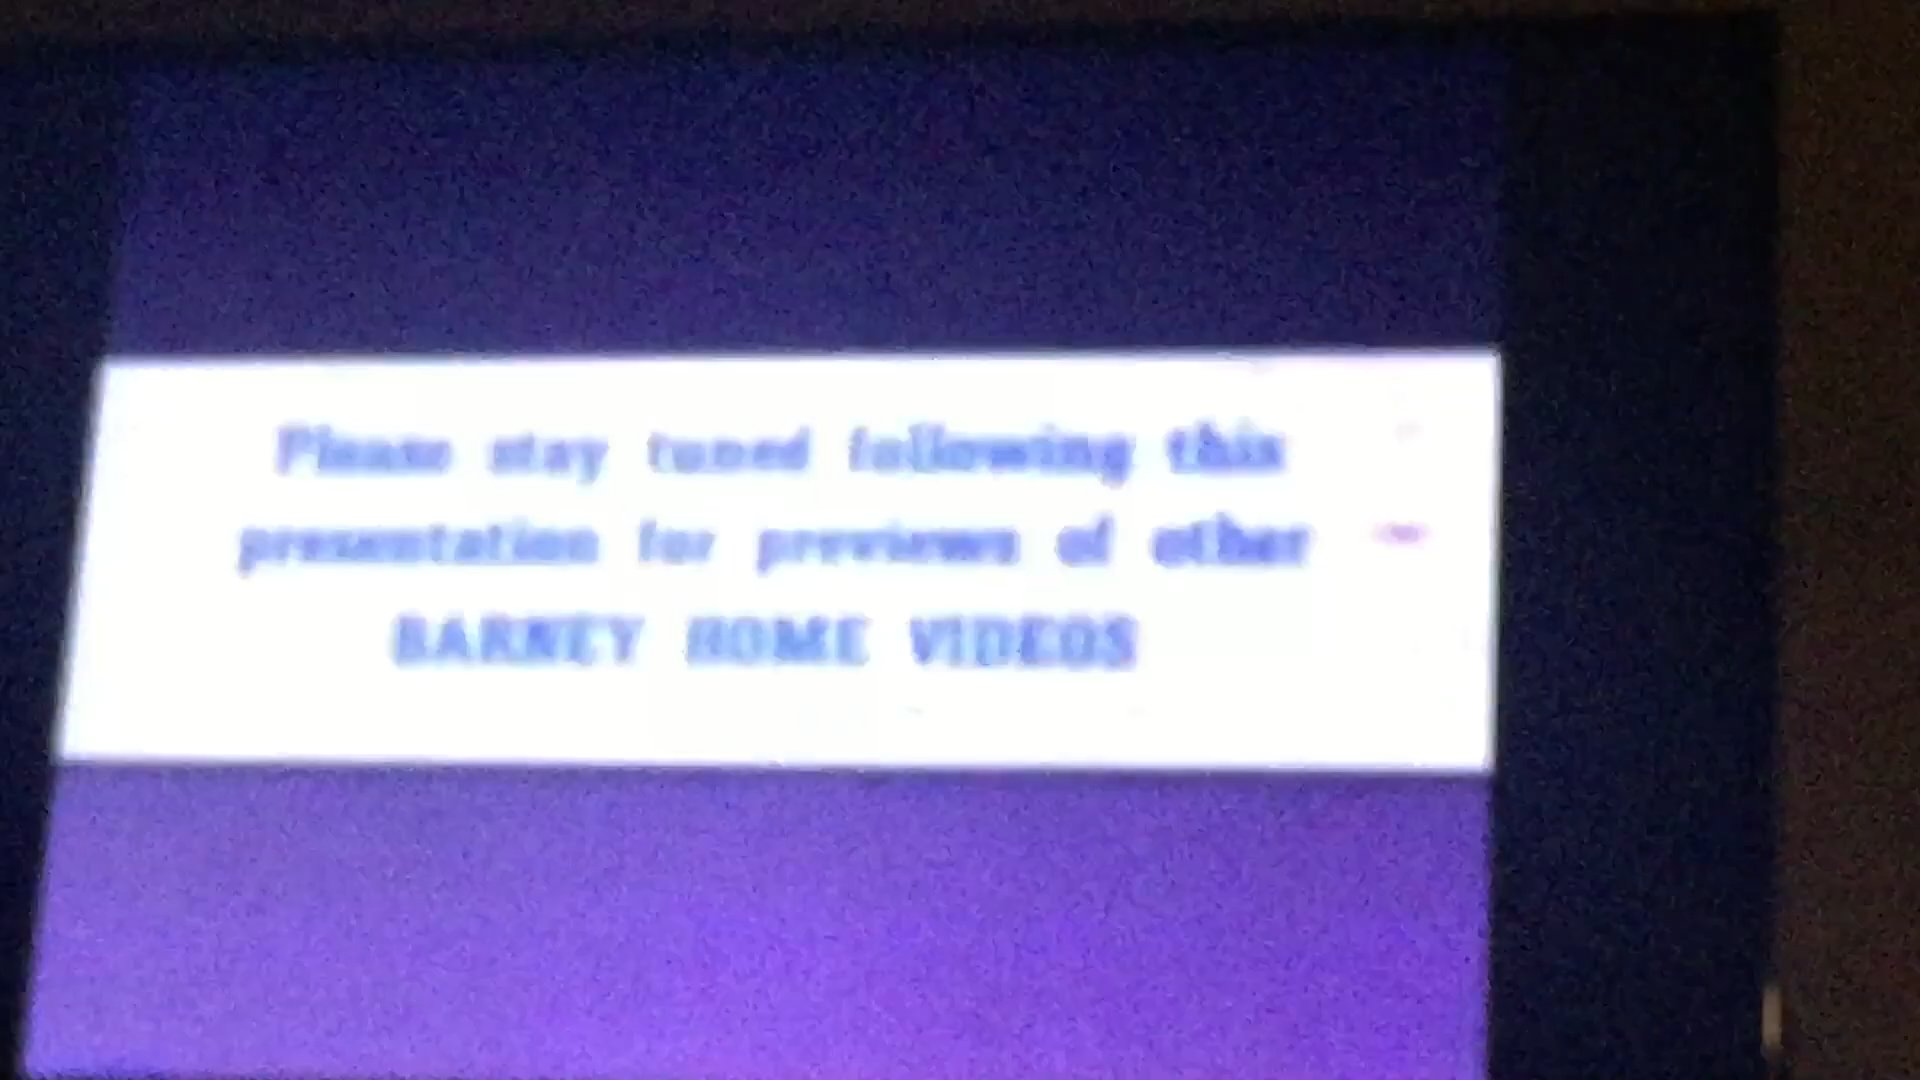 Please stay tuned following this
presentation for previews of other
BARNEY HOME VIDEOS